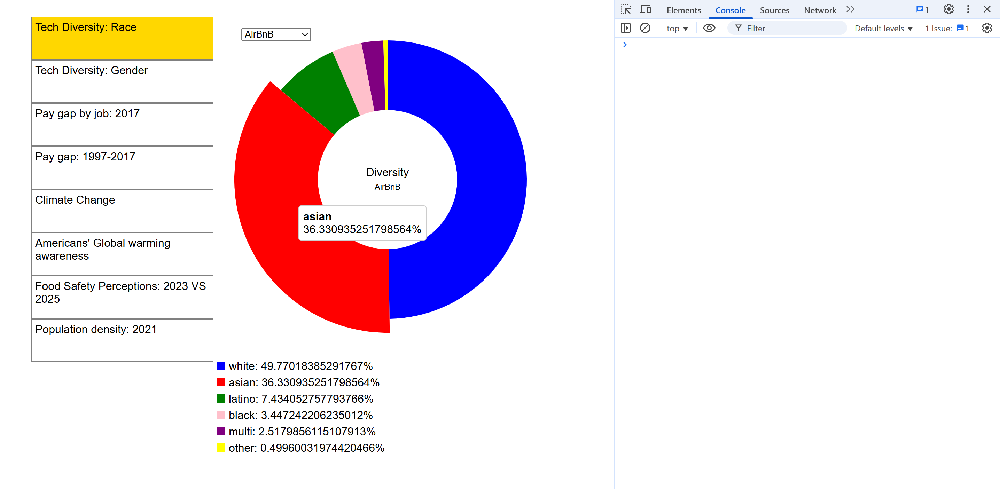 Tech Diversity: Race
Tech Diversity: Gender
Pay gap by job: 2017
Pay gap: 1997-2017
Climate Change
Americans' Global warming
awareness
Food Safety Perceptions: 2023 VS
2025
Population density: 2021
AirBnB
Diversity
AirBnB
asian
36.330935251798564%
white: 49.77018385291767%
asian: 36.330935251798564%
latino: 7.434052757793766%
black: 3.447242206235012%
multi: 2.5179856115107913%
other: 0.49960031974420466%
Elements Console Sources Network 1
top Filter Default levels 1 Issue: 1